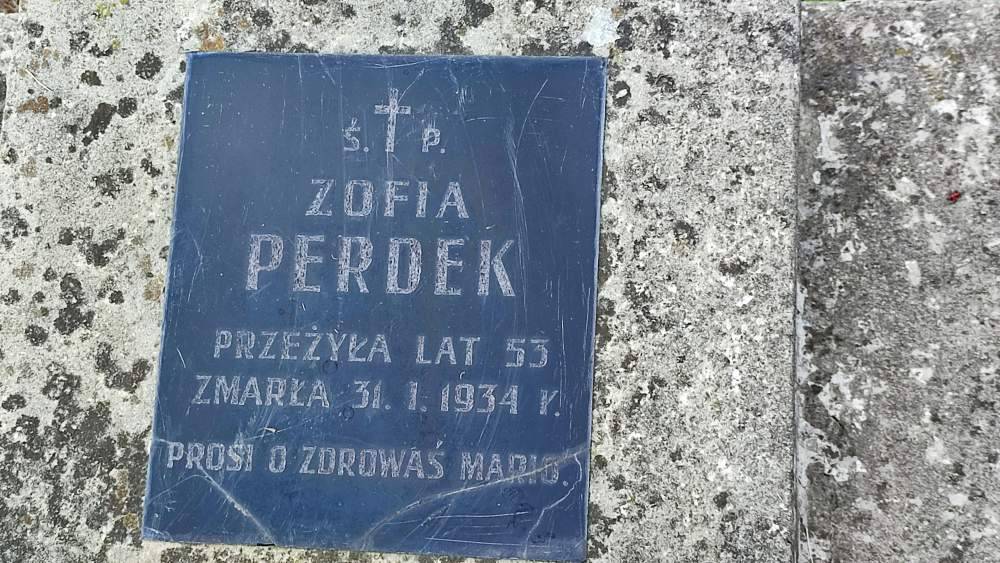 Ś. † P.
ZOFIA
PERDEK
PRZEŻYŁA LAT 53
ZMARŁA 31. 1. 1934 r.
PROSI O ZDROWAŚ MARIO.